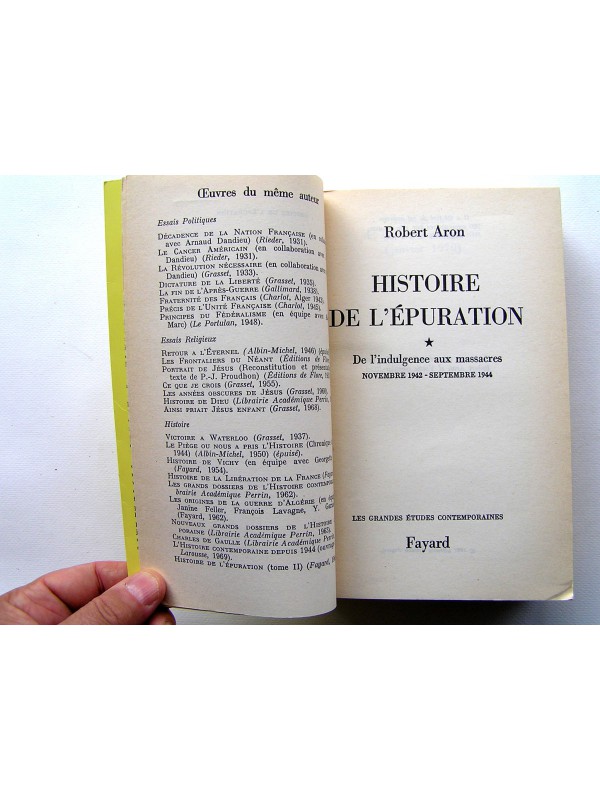 Œuvres du même auteur
Essais Politiques
DÉCADENCE DE LA NATION FRANÇAISE (en
avec Arnaud Dandieu) (Rieder, 1931).
LE CANCER AMÉRICAIN (en collaboration avec
Dandieu) (Rieder, 1931).
LA RÉVOLUTION NÉCESSAIRE (en collaboration
Dandieu) (Grasset, 1933).
DICTATURE DE LA LIBERTÉ (Grasset, 1935).
LA FIN DE L'APRÈS-GUERRE (Gallimard, 1938).
FRATERNITÉ DES FRANÇAIS (Charlot, Alger
PRÉCIS DE L'UNITÉ FRANÇAISE (Charlot, 1945).
PRINCIPES DU FÉDÉRALISME (en équipe avec
Marc) (Le Portulan, 1948).
Essais Religieux
RETOUR A L'ÉTERNEL (Albin-Michel, 1946)
LES FRONTALIERS DU NÉANT (Éditions de
PORTRAIT DE JÉSUS (Reconstitution et
texte de P.-J. Proudhon) (Éditions de Flore,
CE QUE JE CROIS (Grasset, 1955).
LES ANNÉES OBSCURES DE JÉSUS (Grasset,
HISTOIRE DE DIEU (Librairie Académique Perrin,
AINSI PRIAIT JÉSUS ENFANT (Grasset, 1968).
Histoire
VICTOIRE A WATERLOO (Grasset, 1937).
LE PIÈGE OU NOUS A PRIS L'HISTOIRE
1944) (Albin-Michel, 1950) (épuisé).
HISTOIRE DE VICHY (en équipe avec
(Fayard, 1954).
HISTOIRE DE LA LIBÉRATION DE LA FRANCE
LES GRANDS DOSSIERS DE L'HISTOIRE
brairie Académique Perrin, 1962).
LES ORIGINES DE LA GUERRE D'ALGÉRIE (en
Janine Feller, François Lavagne, Y.
(Fayard, 1962).
NOUVEAUX GRANDS DOSSIERS DE L'HISTOIRE
PORAINE (Librairie Académique Perrin, 1963).
CHARLES DE GAULLE (Librairie Académique
L'HISTOIRE CONTEMPORAINE DEPUIS 1944
Larousse, 1969).
HISTOIRE DE L'ÉPURATION (tome II)
Robert Aron
HISTOIRE
DE L'ÉPURATION
★
De l'indulgence aux massacres
NOVEMBRE 1942 - SEPTEMBRE 1944
LES GRANDES ÉTUDES CONTEMPORAINES
Fayard